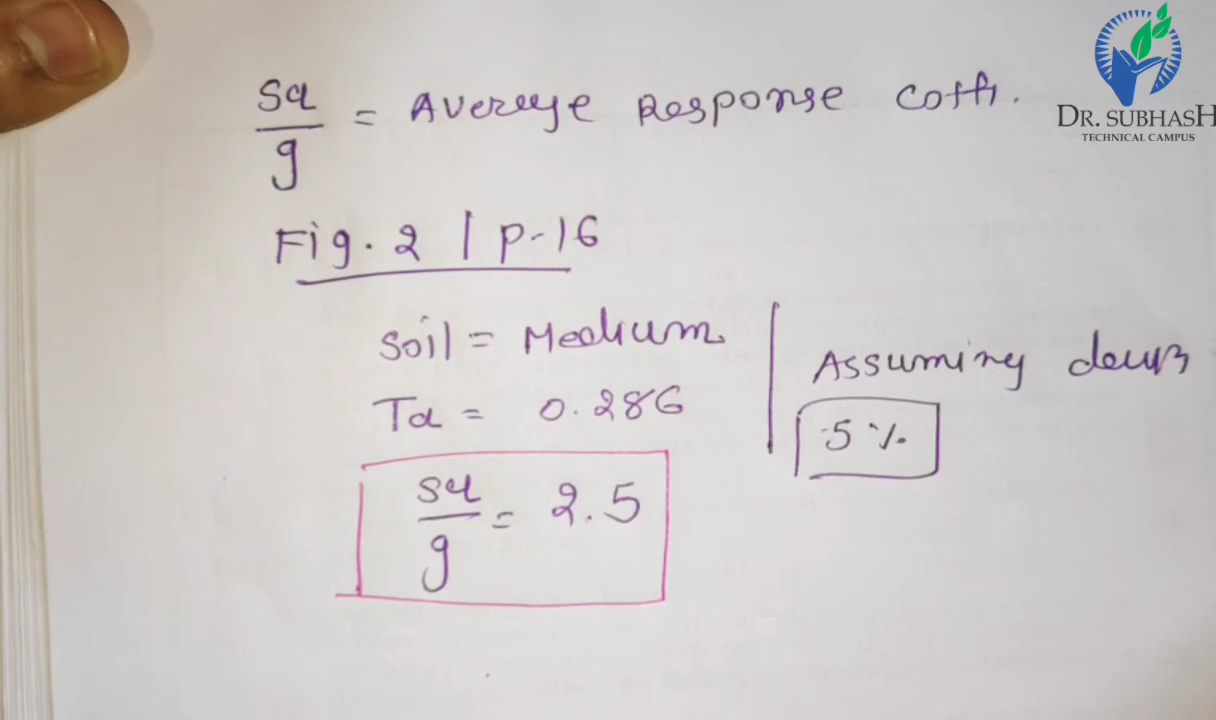 DR. SUBHASH
TECHNICAL CAMPUS
Sa/g = Average Response coffi.
Fig. 2 | P-16
Soil = Medium
Ta = 0.286
Assuming
5 %
Sa/g = 2.5